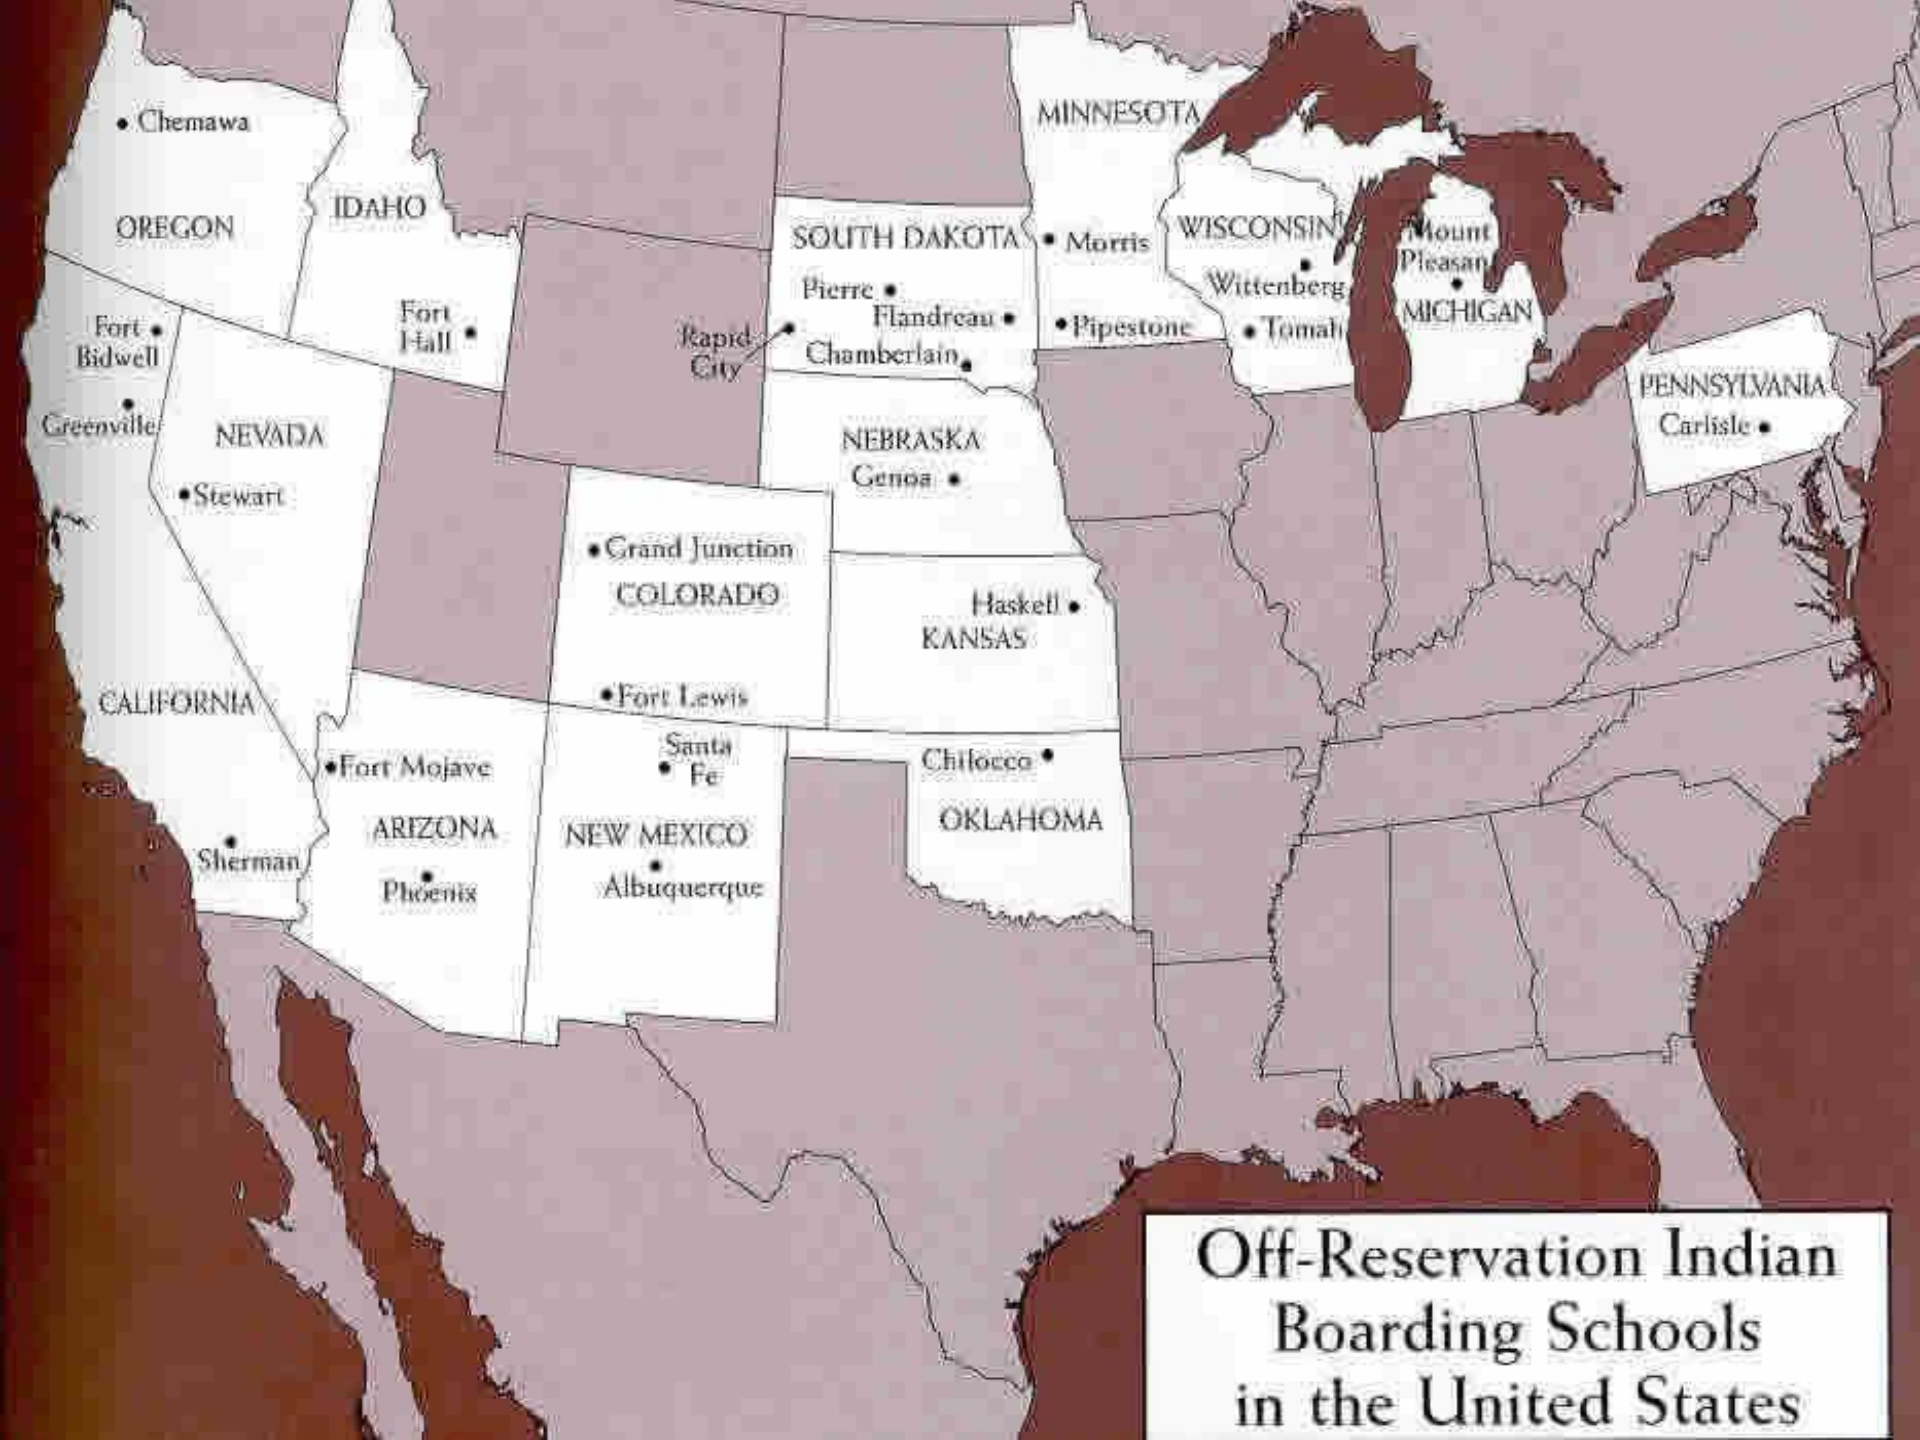 Chemawa
OREGON
IDAHO
Fort
Hall
Fort
Bidwell
Greenville
NEVADA
Stewart
CALIFORNIA
Sherman
Fort Mojave
ARIZONA
Phoenix
Grand Junction
COLORADO
Fort Lewis
Santa
Fe
NEW MEXICO
Albuquerque
SOUTH DAKOTA
Pierre
Flandreau
Rapid
City
Chamberlain
NEBRASKA
Genoa
Haskell
KANSAS
Chilocco
OKLAHOMA
MINNESOTA
Morris
Pipestone
WISCONSIN
Wittenberg
Tomah
Mount
Pleasan
MICHIGAN
PENNSYLVANIA
Carlisle
Off-Reservation Indian
Boarding Schools
in the United States